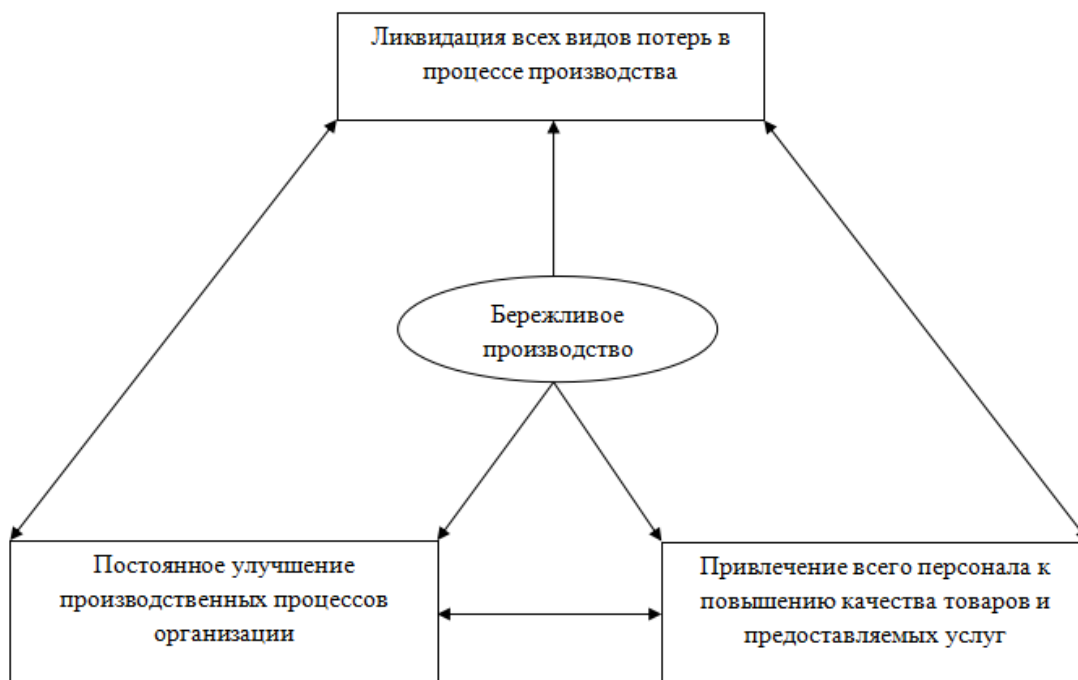 Ликвидация всех видов потерь в
процессе производства
Бережливое
производство
Постоянное улучшение
производственных процессов
организации
Привлечение всего персонала к
повышению качества товаров и
предоставляемых услуг